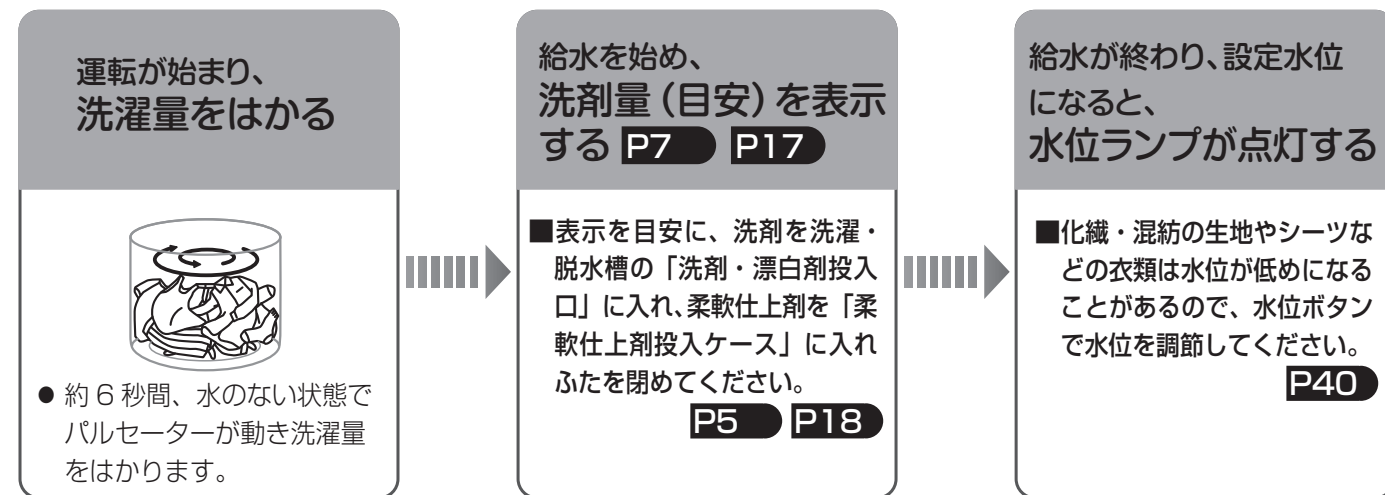 運転が始まり、
洗濯量をはかる
● 約6秒間、水のない状態で
パルセーターが動き洗濯量
をはかります。
給水を始め、
洗剤量(目安)を表示
する P7 P17
■表示を目安に、洗剤を洗濯・
脱水槽の「洗剤・漂白剤投入
口」に入れ、柔軟仕上剤を「柔
軟仕上剤投入ケース」に入れ
ふたを閉めてください。
P5 P18
給水が終わり、設定水位
になると、
水位ランプが点灯する
■化繊・混紡の生地やシーツな
どの衣類は水位が低めになる
ことがあるので、水位ボタン
で水位を調節してください。
P40